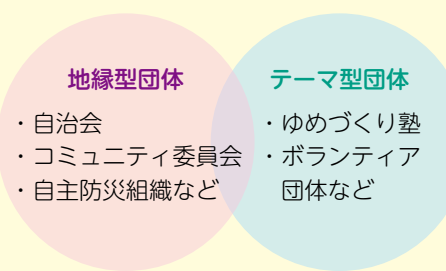 地縁型団体
・自治会
・コミュニティ委員会
・自主防災組織など
テーマ型団体
・ゆめづくり塾
・ボランティア
団体など